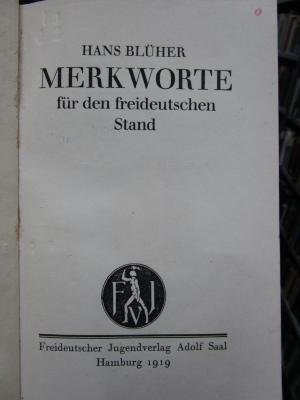 HANS BLÜHER
MERKWORTE
für den freideutschen
Stand
F J
V
Freideutscher Jugendverlag Adolf Saal
Hamburg 1919